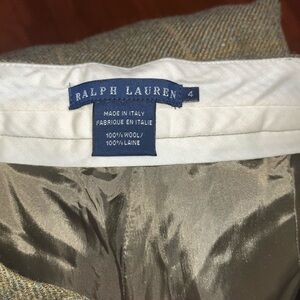 RALPH LAUREN 4
MADE IN ITALY
FABRIQUE EN ITALIE
100% WOOL/
100% LAINE